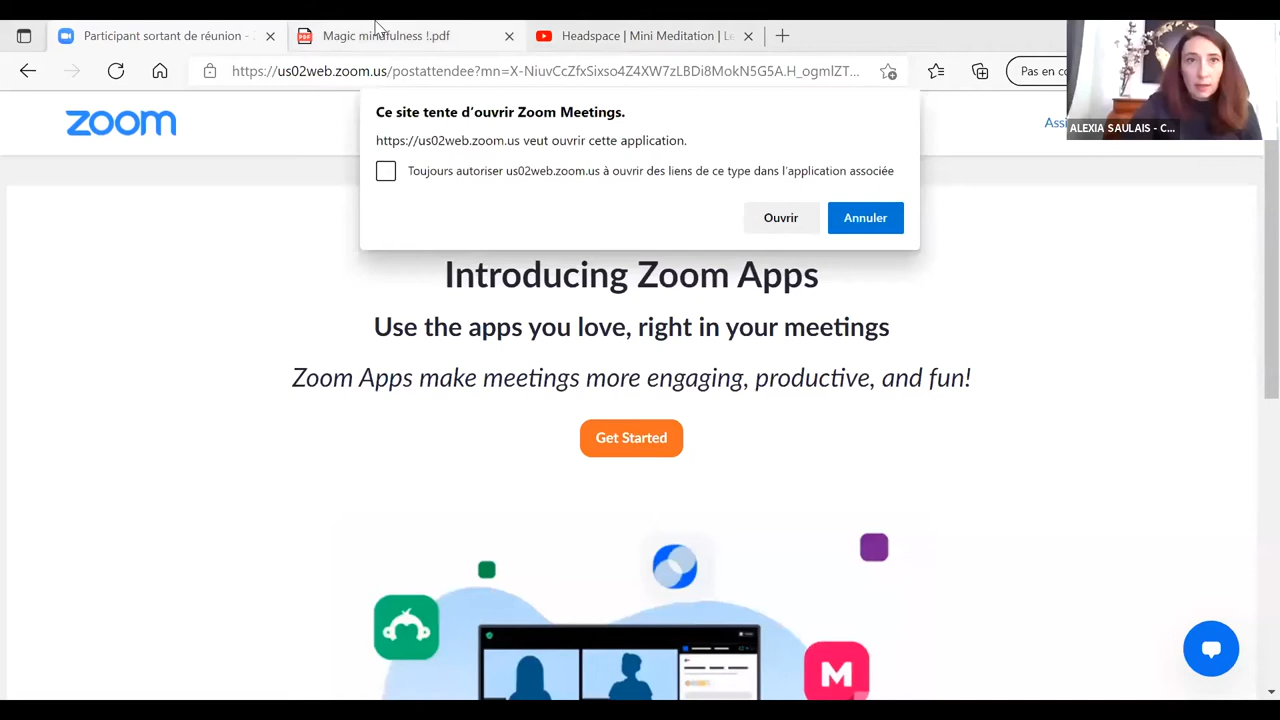 Participant sortant de réunion - Z
Magic mindfulness !.pdf
Headspace | Mini Meditation | Le
https://us02web.zoom.us/postattendee?mn=X-NiuvCcZfxSixso4Z4XW7zLBDi8MokN5G5A.H_ogmlZT...
Pas en co
zoom
Assi
ALEXIA SAULAIS - C...
Ce site tente d'ouvrir Zoom Meetings.
https://us02web.zoom.us veut ouvrir cette application.
Toujours autoriser us02web.zoom.us à ouvrir des liens de ce type dans l'application associée
Ouvrir
Annuler
Introducing Zoom Apps
Use the apps you love, right in your meetings
Zoom Apps make meetings more engaging, productive, and fun!
Get Started
M